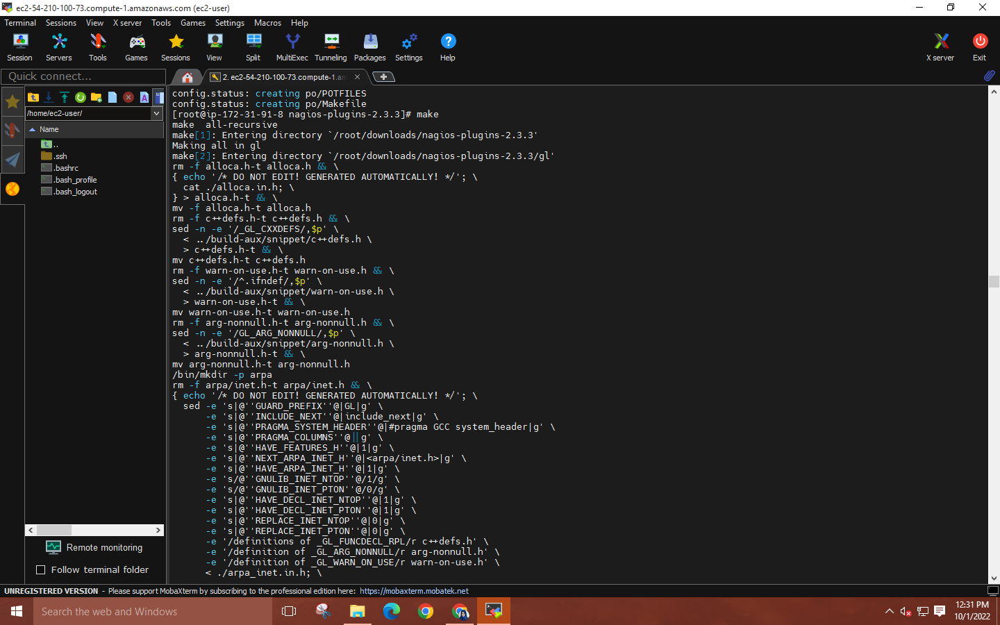 ec2-54-210-100-73.compute-1.amazonaws.com (ec2-user)
Terminal Sessions View X server Tools Games Settings Macros Help
Session Servers Tools Games Sessions View Split MultiExec Tunneling Packages Settings Help X server Exit
Quick connect...
2. ec2-54-210-100-73.compute-1.am
/home/ec2-user/
Name
..
.ssh
.bashrc
.bash_profile
.bash_logout
Remote monitoring
Follow terminal folder
config.status: creating po/POTFILES
config.status: creating po/Makefile
[root@ip-172-31-91-8 nagios-plugins-2.3.3]# make
make  all-recursive
make[1]: Entering directory `/root/downloads/nagios-plugins-2.3.3'
Making all in gl
make[2]: Entering directory `/root/downloads/nagios-plugins-2.3.3/gl'
rm -f alloca.h-t alloca.h && \
{ echo '/* DO NOT EDIT! GENERATED AUTOMATICALLY! */'; \
  cat ./alloca.in.h; \
} > alloca.h-t && \
mv -f alloca.h-t alloca.h
rm -f c++defs.h-t c++defs.h && \
sed -n -e '/_GL_CXXDEFS/,$p' \
  < ../build-aux/snippet/c++defs.h \
  > c++defs.h-t && \
mv c++defs.h-t c++defs.h
rm -f warn-on-use.h-t warn-on-use.h && \
sed -n -e '/^.ifndef/,$p' \
  < ../build-aux/snippet/warn-on-use.h \
  > warn-on-use.h-t && \
mv warn-on-use.h-t warn-on-use.h
rm -f arg-nonnull.h-t arg-nonnull.h && \
sed -n -e '/GL_ARG_NONNULL/,$p' \
  < ../build-aux/snippet/arg-nonnull.h \
  > arg-nonnull.h-t && \
mv arg-nonnull.h-t arg-nonnull.h
/bin/mkdir -p arpa
rm -f arpa/inet.h-t arpa/inet.h && \
{ echo '/* DO NOT EDIT! GENERATED AUTOMATICALLY! */'; \
  sed -e 's|@''GUARD_PREFIX''@|GL|g' \
      -e 's|@''INCLUDE_NEXT''@|include_next|g' \
      -e 's|@''PRAGMA_SYSTEM_HEADER''@|#pragma GCC system_header|g' \
      -e 's|@''PRAGMA_COLUMNS''@||g' \
      -e 's|@''HAVE_FEATURES_H''@|1|g' \
      -e 's|@''NEXT_ARPA_INET_H''@|<arpa/inet.h>|g' \
      -e 's|@''HAVE_ARPA_INET_H''@|1|g' \
      -e 's/@''GNULIB_INET_NTOP''@/1/g' \
      -e 's/@''GNULIB_INET_PTON''@/0/g' \
      -e 's|@''HAVE_DECL_INET_NTOP''@|1|g' \
      -e 's|@''HAVE_DECL_INET_PTON''@|1|g' \
      -e 's|@''REPLACE_INET_NTOP''@|0|g' \
      -e 's|@''REPLACE_INET_PTON''@|0|g' \
      -e '/definitions of _GL_FUNCDECL_RPL/r c++defs.h' \
      -e '/definition of _GL_ARG_NONNULL/r arg-nonnull.h' \
      -e '/definition of _GL_WARN_ON_USE/r warn-on-use.h' \
      < ./arpa_inet.in.h; \
UNREGISTERED VERSION - Please support MobaXterm by subscribing to the professional edition here: https://mobaxterm.mobatek.net
Search the web and Windows
12:31 PM
10/1/2022